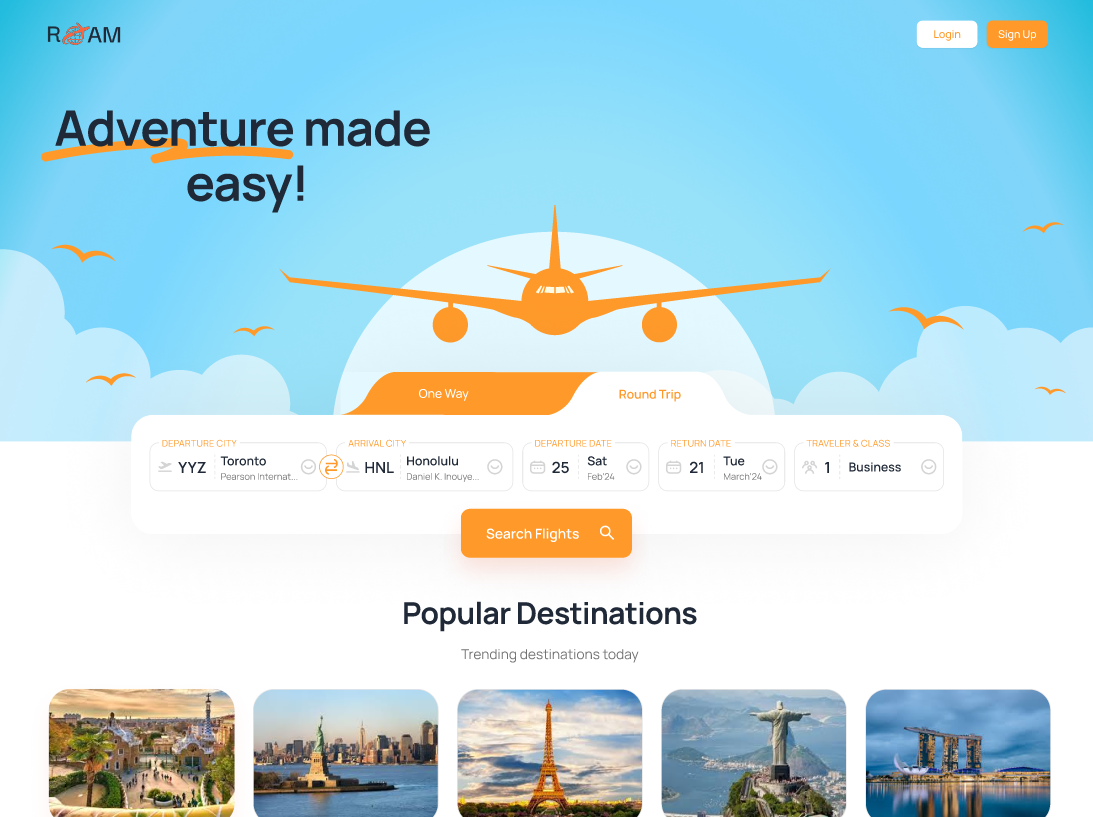 ROAM
Login
Sign Up
Adventure made
easy!
One Way
Round Trip
DEPARTURE CITY
YYZ
Toronto
Pearson Internat...
ARRIVAL CITY
HNL
Honolulu
Daniel K. Inouye...
DEPARTURE DATE
25
Sat
Feb'24
RETURN DATE
21
Tue
March'24
TRAVELER & CLASS
1
Business
Search Flights
Popular Destinations
Trending destinations today